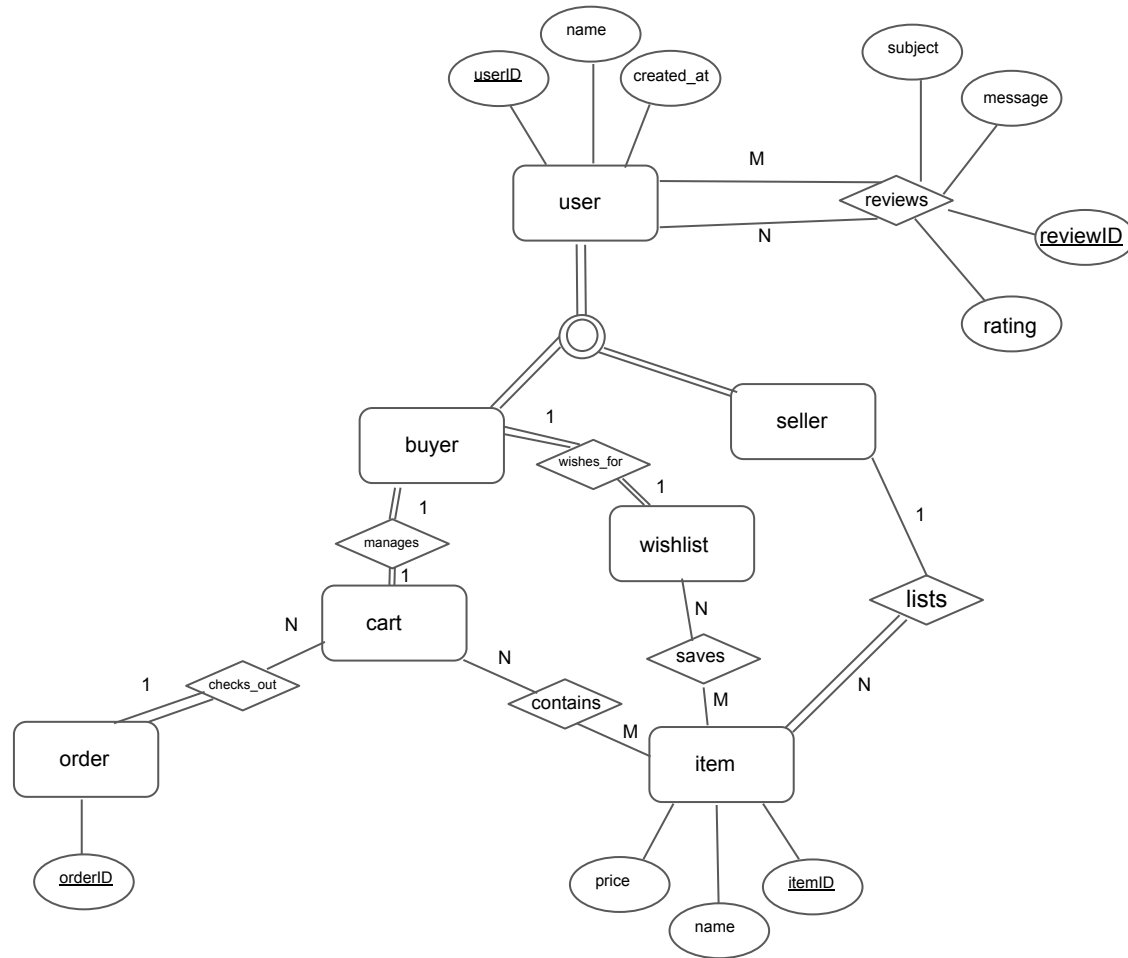 name
subject
userID
created_at
message
M
user
reviews
N
reviewID
rating
seller
1
buyer
wishes_for
1
1
1
manages
wishlist
1
lists
cart
N
N
saves
N
N
checks_out
1
contains
M
M
order
item
orderID
price
itemID
name